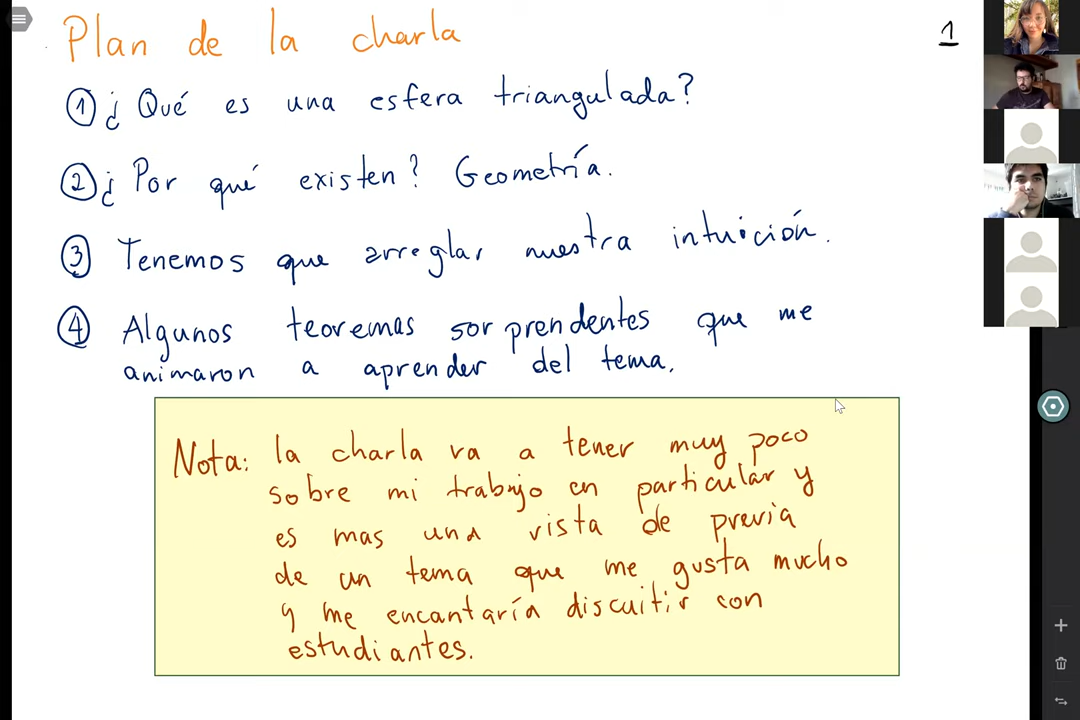 Plan de la charla
1
① ¿Qué es una esfera triangulada?
② ¿Por qué existen? Geometría.
③ Tenemos que arreglar nuestra intuición.
④ Algunos teoremas sorprendentes que me
animaron a aprender del tema.
Nota: la charla va a tener muy poco
sobre mi trabajo en particular y
es mas una vista de previa
de un tema que me gusta mucho
y me encantaría discuitir con
estudiantes.